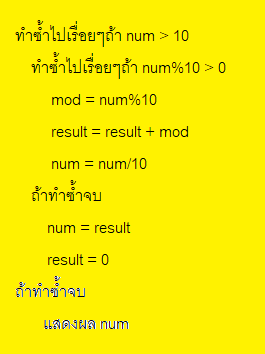 ทำซ้ำไปเรื่อยๆถ้า num > 10
ทำซ้ำไปเรื่อยๆถ้า num%10 > 0
mod = num%10
result = result + mod
num = num/10
ถ้าทำซ้ำจบ
num = result
result = 0
ถ้าทำซ้ำจบ
แสดงผล num